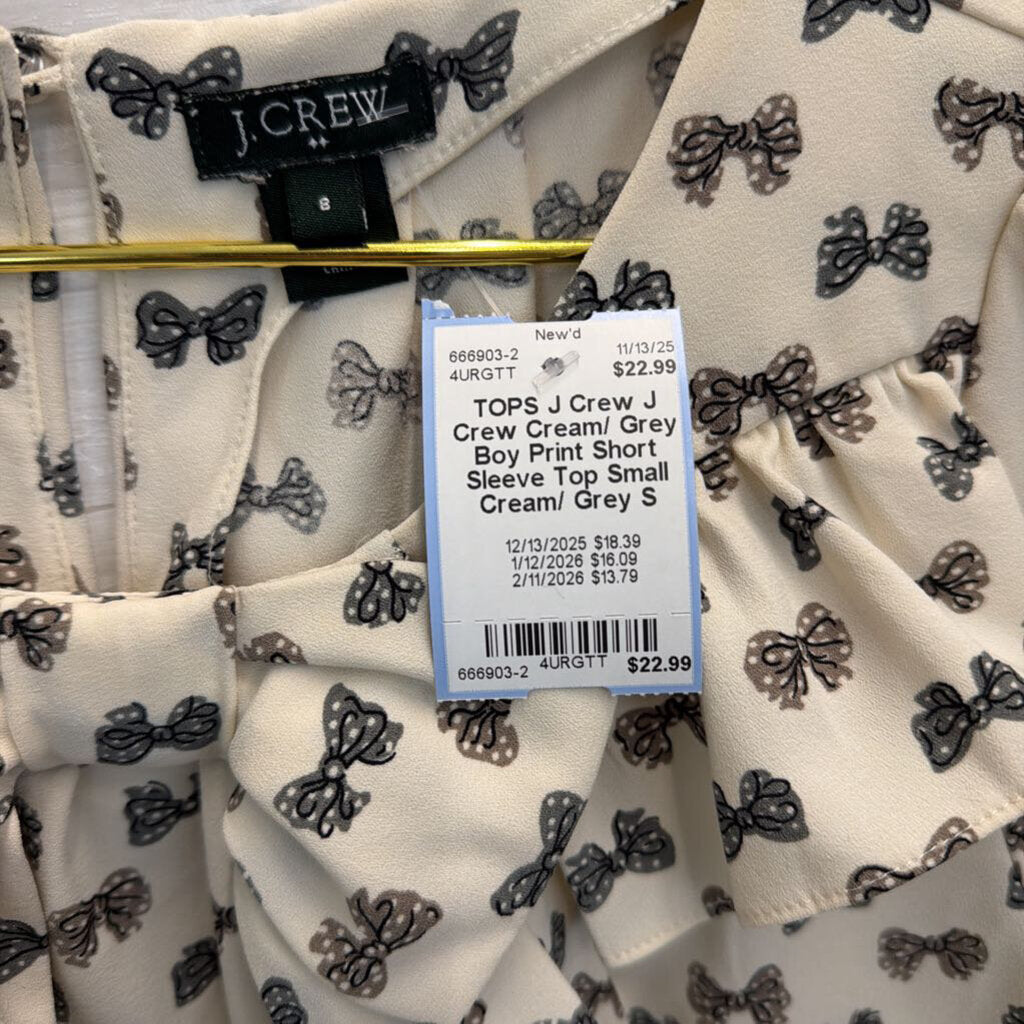 J.CREW
8
New'd
666903-2 11/13/25
4URGTT $22.99
TOPS J Crew J
Crew Cream/ Grey
Boy Print Short
Sleeve Top Small
Cream/ Grey S
12/13/2025 $18.39
1/12/2026 $16.09
2/11/2026 $13.79
666903-2 4URGTT $22.99